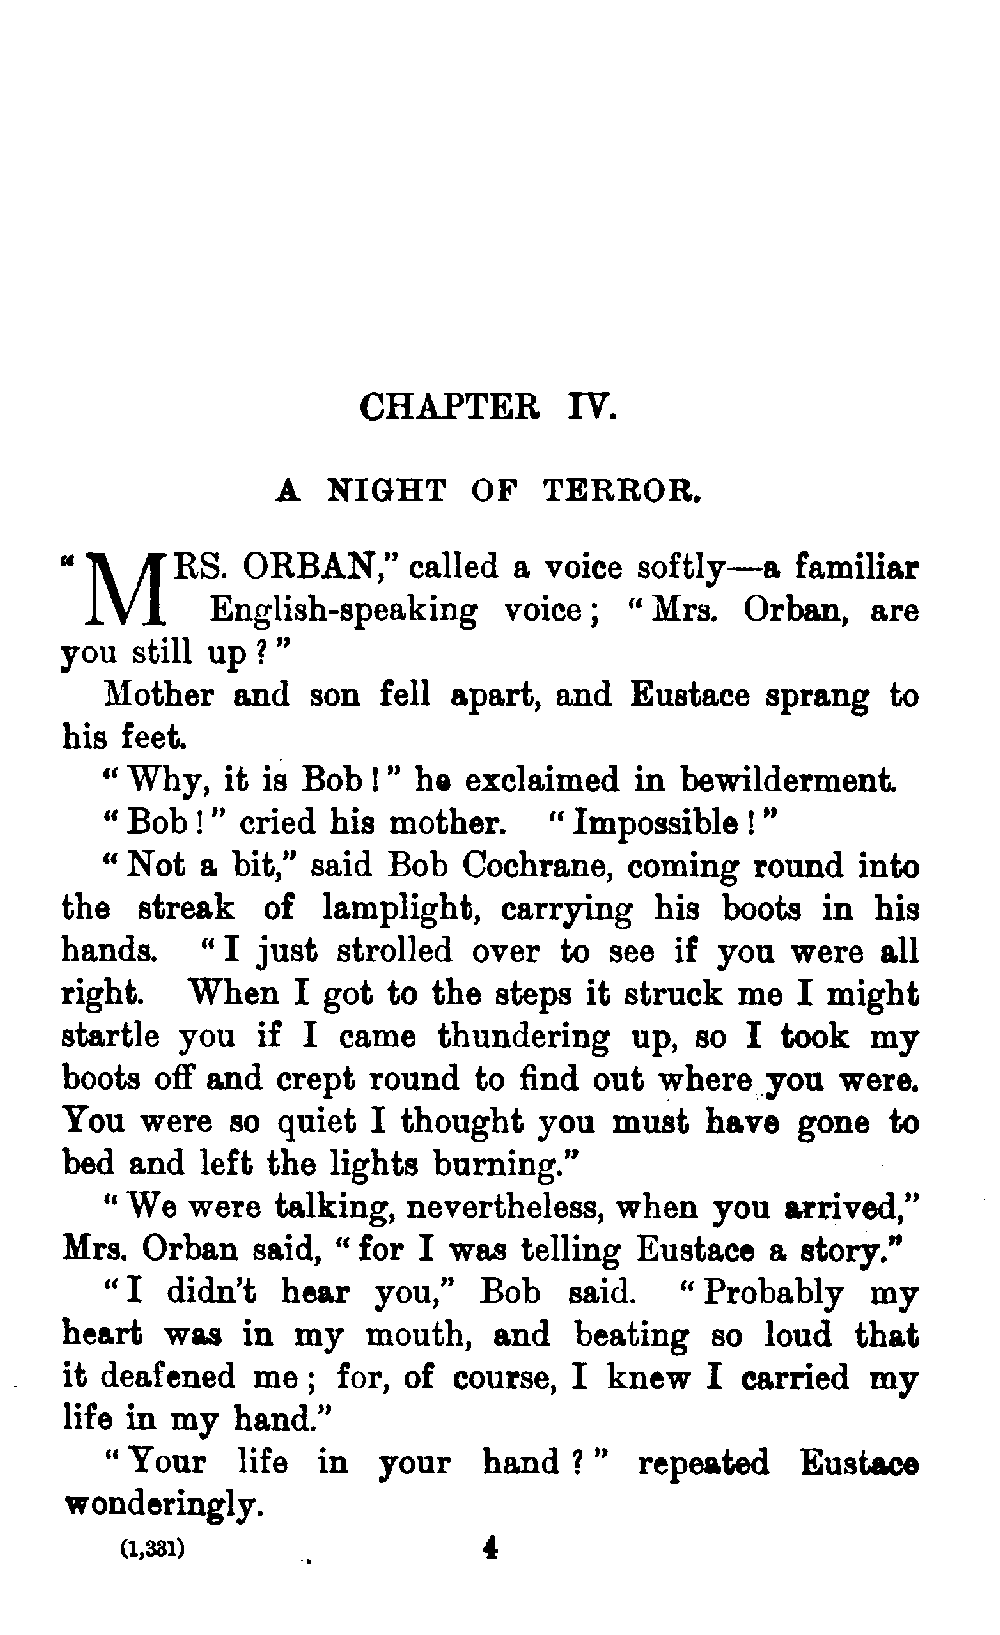 CHAPTER IV.
A NIGHT OF TERROR.
"MRS. ORBAN," called a voice softly—a familiar
English-speaking voice; "Mrs. Orban, are
you still up?"
Mother and son fell apart, and Eustace sprang to
his feet.
"Why, it is Bob!" he exclaimed in bewilderment.
"Bob!" cried his mother. "Impossible!"
"Not a bit," said Bob Cochrane, coming round into
the streak of lamplight, carrying his boots in his
hands. "I just strolled over to see if you were all
right. When I got to the steps it struck me I might
startle you if I came thundering up, so I took my
boots off and crept round to find out where you were.
You were so quiet I thought you must have gone to
bed and left the lights burning."
"We were talking, nevertheless, when you arrived,"
Mrs. Orban said, "for I was telling Eustace a story."
"I didn't hear you," Bob said. "Probably my
heart was in my mouth, and beating so loud that
it deafened me; for, of course, I knew I carried my
life in my hand."
"Your life in your hand?" repeated Eustace
wonderingly.
(1,331) 4